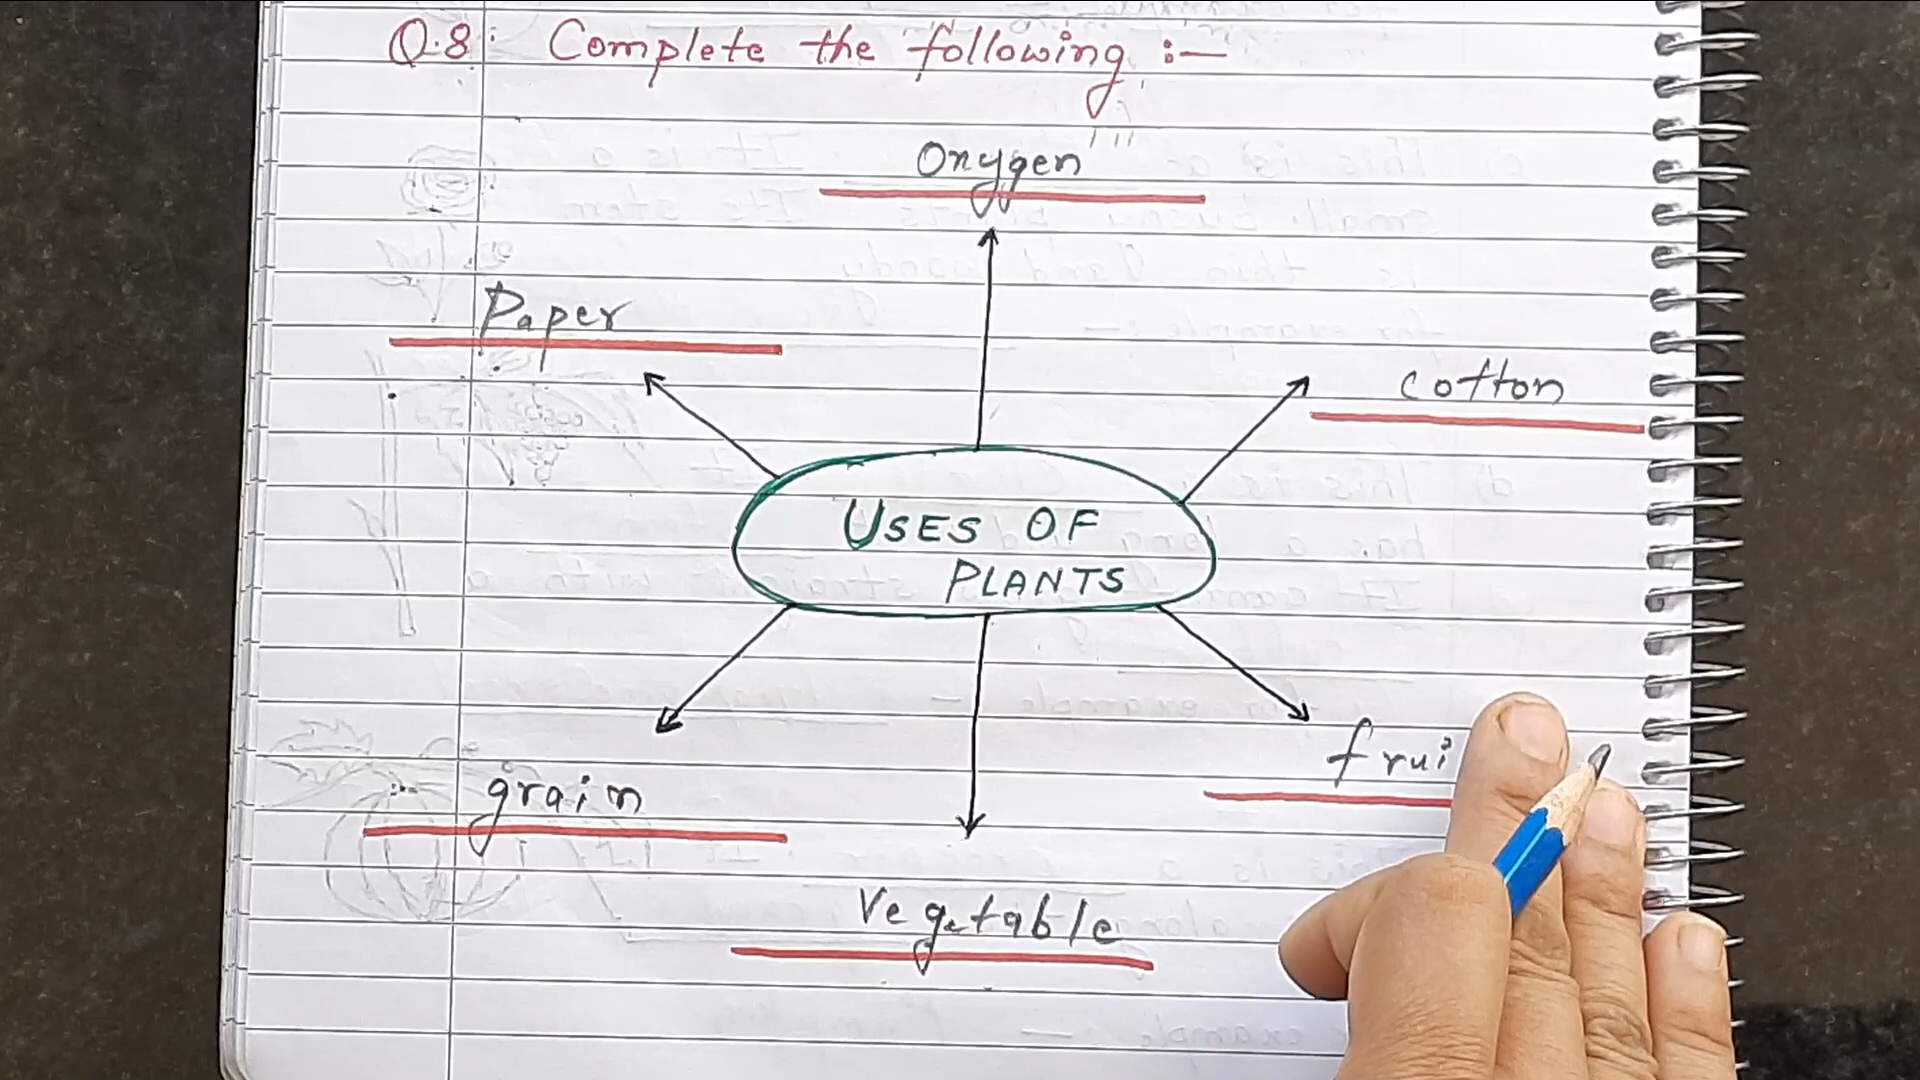 Q.8: Complete the following :-
Oxygen
Paper
cotton
USES OF
PLANTS
frui
grain
Vegetable